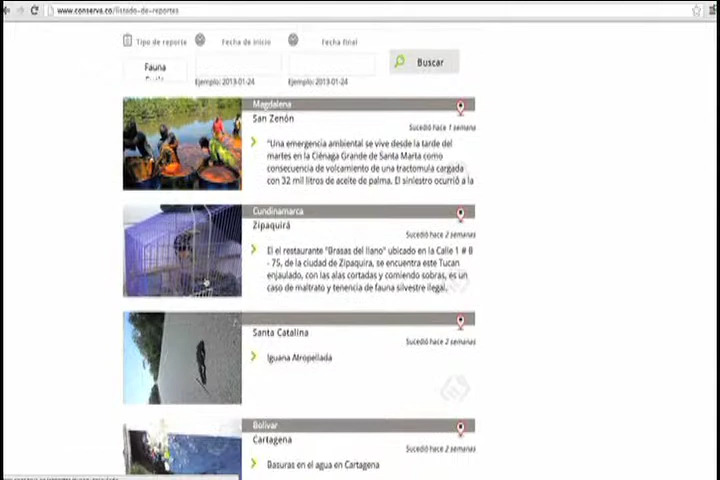 www.conserva.co/listado-de-reportes
Tipo de reporte
Fecha de inicio
Fecha final
Fauna
Buscar
Ejemplo: 2013-01-24
Ejemplo: 2013-01-24
Magdalena
San Zenón
Sucedió hace 1 semana
"Una emergencia ambiental se vive desde la tarde del
martes en la Ciénaga Grande de Santa Marta como
consecuencia de volcamiento de una tractomula cargada
con 32 mil litros de aceite de palma. El siniestro ocurrió a la
Cundinamarca
Zipaquirá
Sucedió hace 2 semanas
El el restaurante "Brasas del llano" ubicado en la Calle 1 # 8
- 75, de la ciudad de Zipaquira, se encuentra este Tucan
enjaulado, con las alas cortadas y comiendo sobras, es un
caso de maltrato y tenencia de fauna silvestre ilegal.
Santa Catalina
Sucedió hace 2 semanas
Iguana Atropellada
Bolívar
Cartagena
Sucedió hace 2 semanas
Basuras en el agua en Cartagena